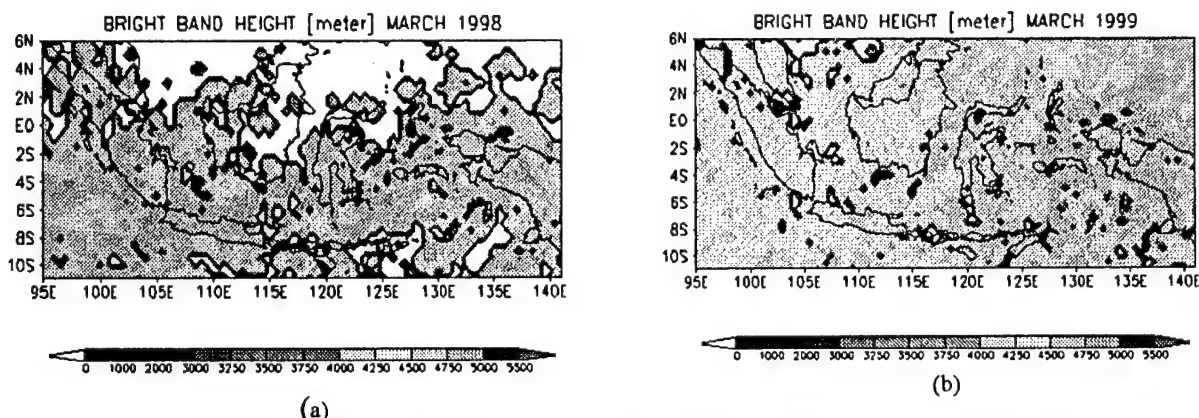 BRIGHT BAND HEIGHT [meter] MARCH 1998
6N
4N
2N
EQ
2S
4S
6S
8S
10S
95E 100E 105E 110E 115E 120E 125E 130E 135E 140E
0 1000 2000 3000 3250 3500 3750 4000 4250 4500 4750 5000 5500
(a)
BRIGHT BAND HEIGHT [meter] MARCH 1999
6N
4N
2N
EQ
2S
4S
6S
8S
10S
95E 100E 105E 110E 115E 120E 125E 130E 135E 140E
0 1000 2000 3000 3250 3500 3750 4000 4250 4500 4750 5000 5500
(b)